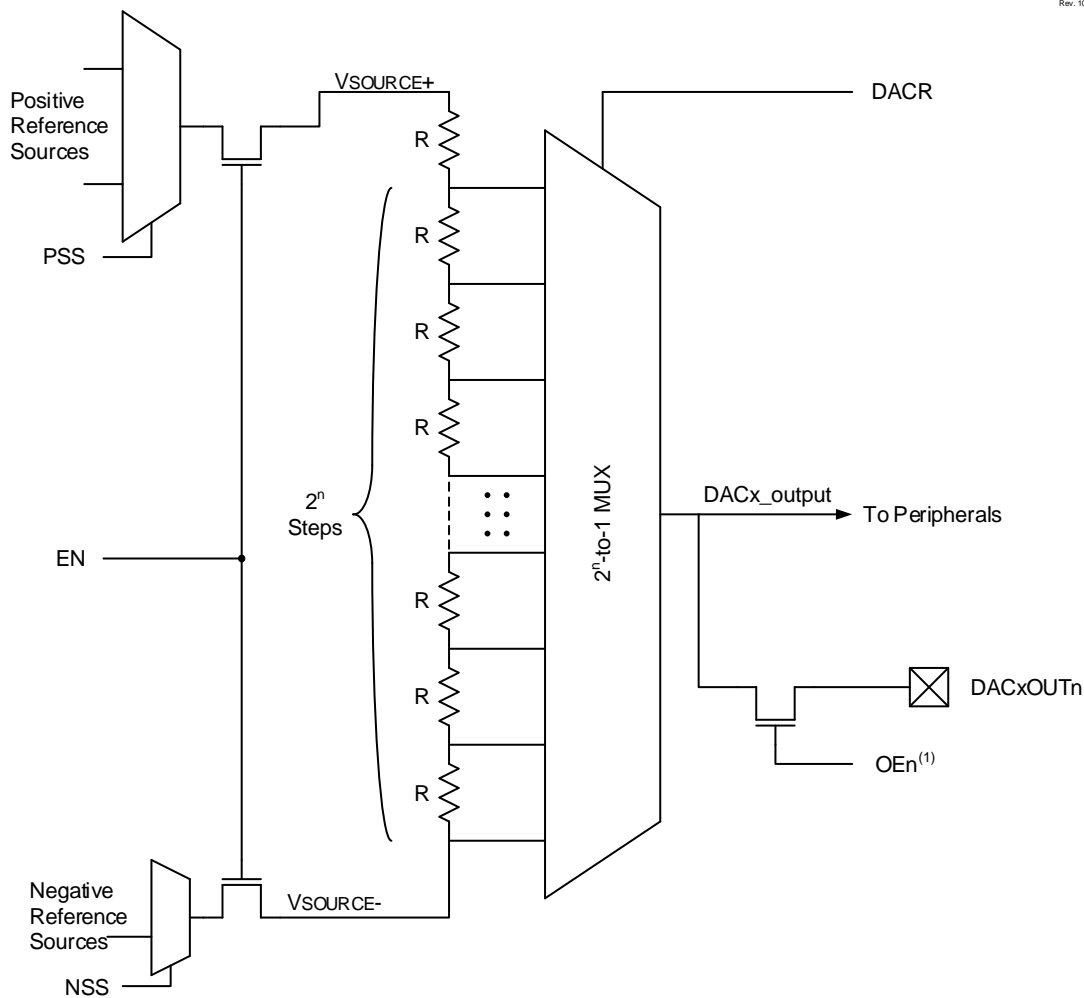 Rev. 10
VSOURCE+
DACR
Positive
Reference
Sources
R
R
PSS
R
R
2ⁿ
Steps
2ⁿ-to-1 MUX
DACx_output
To Peripherals
EN
R
R
DACxOUTn
OEn(1)
R
Negative
Reference
Sources
VSOURCE-
NSS